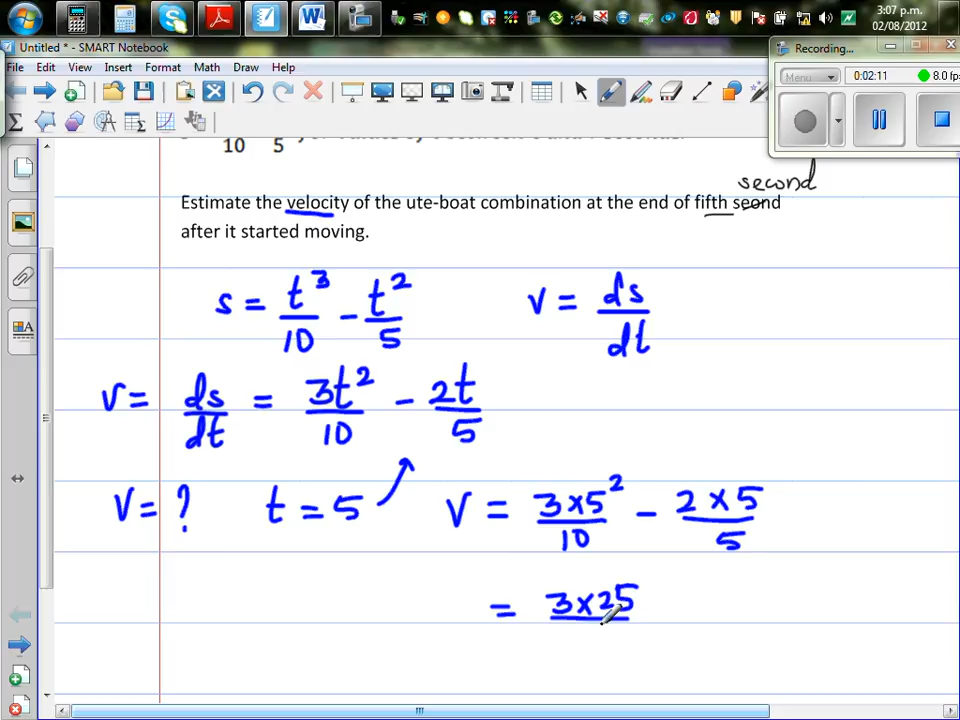 3:07 p.m.
02/08/2012
Untitled * - SMART Notebook
Recording...
File Edit View Insert Format Math Draw Help
Menu 0:02:11 8.0 fp
10 5
second
Estimate the velocity of the ute-boat combination at the end of fifth seond
after it started moving.
s = t³/10 - t²/5 v = ds/dt
v = ds/dt = 3t²/10 - 2t/5
v = ? t = 5 v = 3×5²/10 - 2×5/5
= 3×25